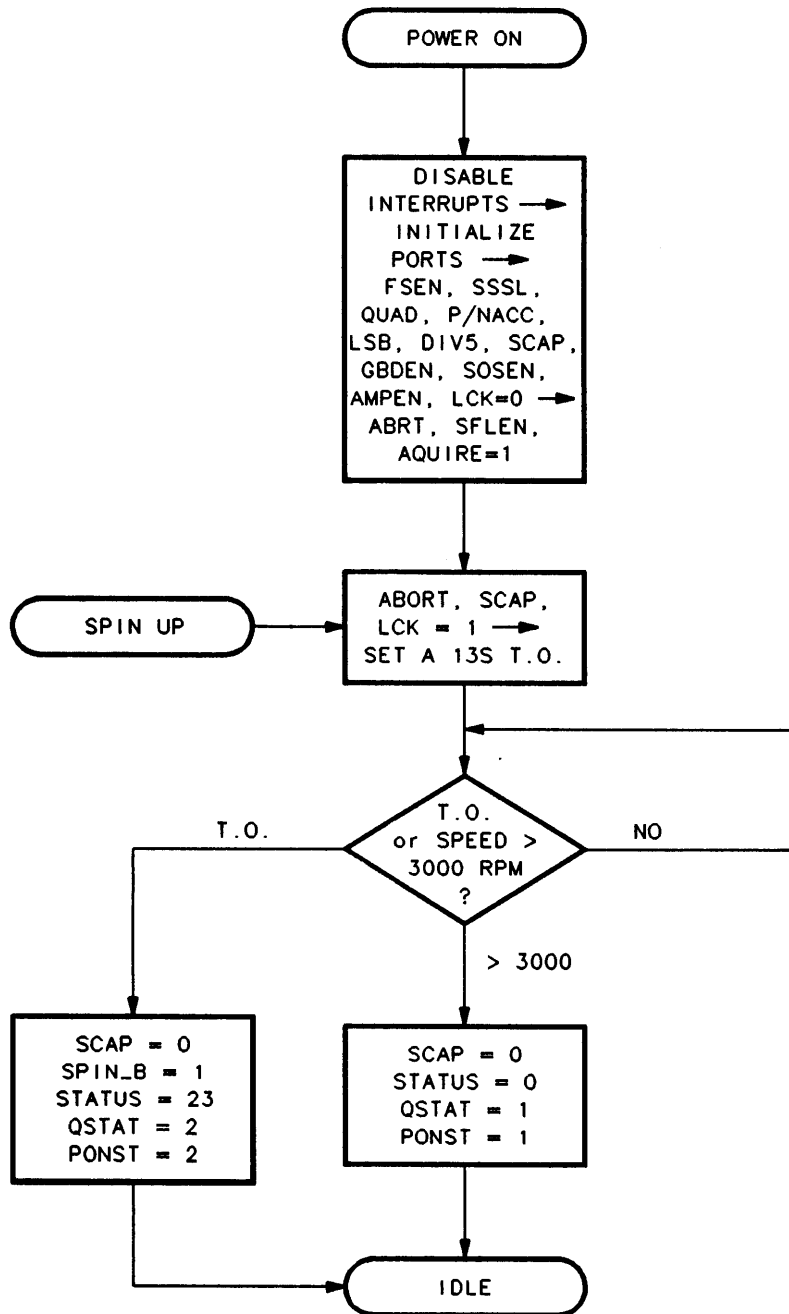 POWER ON
DISABLE
INTERRUPTS →
INITIALIZE
PORTS →
FSEN, SSSL,
QUAD, P/NACC,
LSB, DIV5, SCAP,
GBDEN, SOSEN,
AMPEN, LCK=0 →
ABRT, SFLEN,
AQUIRE=1
SPIN UP
ABORT, SCAP,
LCK = 1 →
SET A 13S T.O.
T.O.
or SPEED >
3000 RPM
?
T.O.
NO
> 3000
SCAP = 0
SPIN_B = 1
STATUS = 23
QSTAT = 2
PONST = 2
SCAP = 0
STATUS = 0
QSTAT = 1
PONST = 1
IDLE